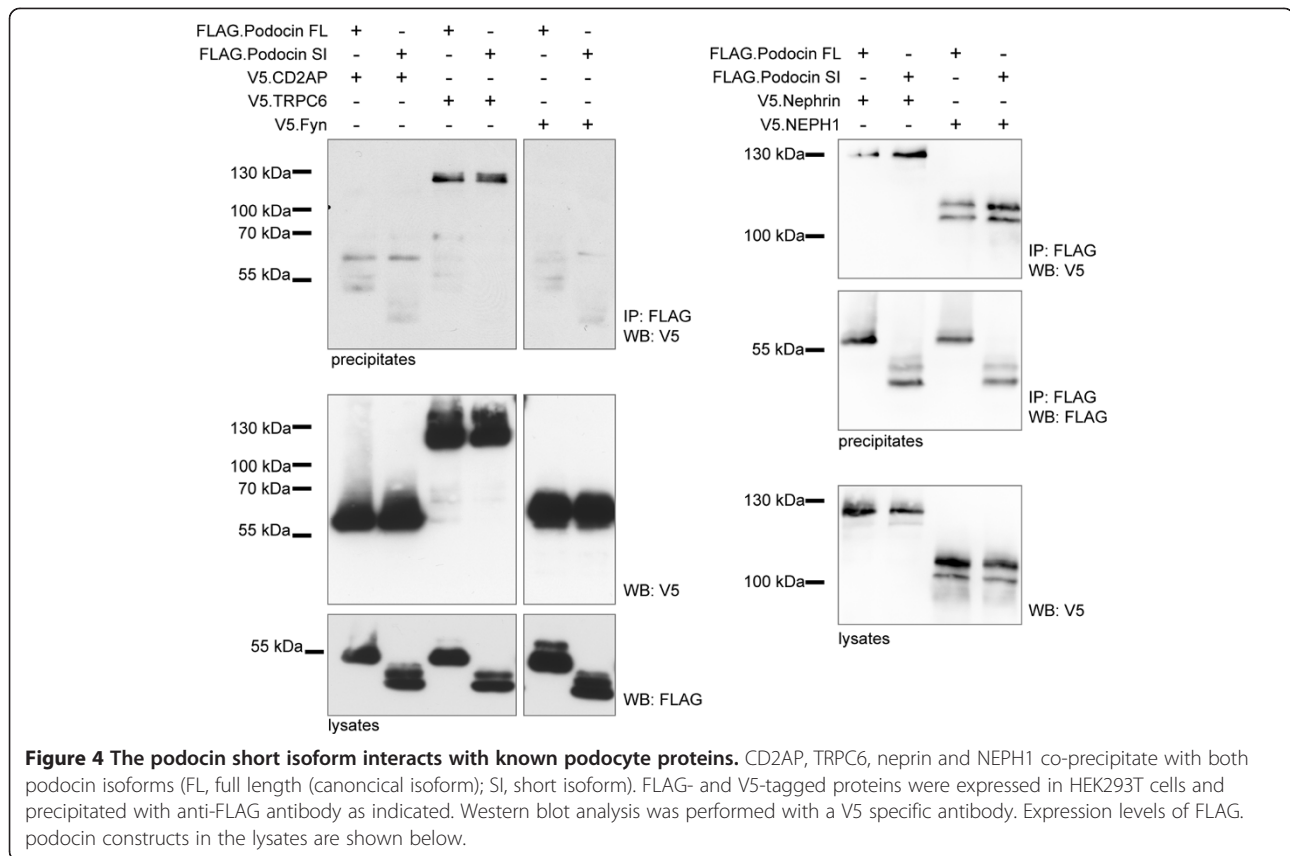 FLAG.Podocin FL + - + - + -
FLAG.Podocin SI - + - + - +
V5.CD2AP + + - - - -
V5.TRPC6 - - + + - -
V5.Fyn - - - - + +
130 kDa
100 kDa
70 kDa
55 kDa
IP: FLAG
WB: V5
precipitates
130 kDa
100 kDa
70 kDa
55 kDa
WB: V5
55 kDa
WB: FLAG
lysates
FLAG.Podocin FL + - + -
FLAG.Podocin SI - + - +
V5.Nephrin + + - -
V5.NEPH1 - - + +
130 kDa
100 kDa
IP: FLAG
WB: V5
55 kDa
IP: FLAG
WB: FLAG
precipitates
130 kDa
100 kDa
WB: V5
lysates
Figure 4 The podocin short isoform interacts with known podocyte proteins. CD2AP, TRPC6, neprin and NEPH1 co-precipitate with both
podocin isoforms (FL, full length (canoncical isoform); SI, short isoform). FLAG- and V5-tagged proteins were expressed in HEK293T cells and
precipitated with anti-FLAG antibody as indicated. Western blot analysis was performed with a V5 specific antibody. Expression levels of FLAG.
podocin constructs in the lysates are shown below.